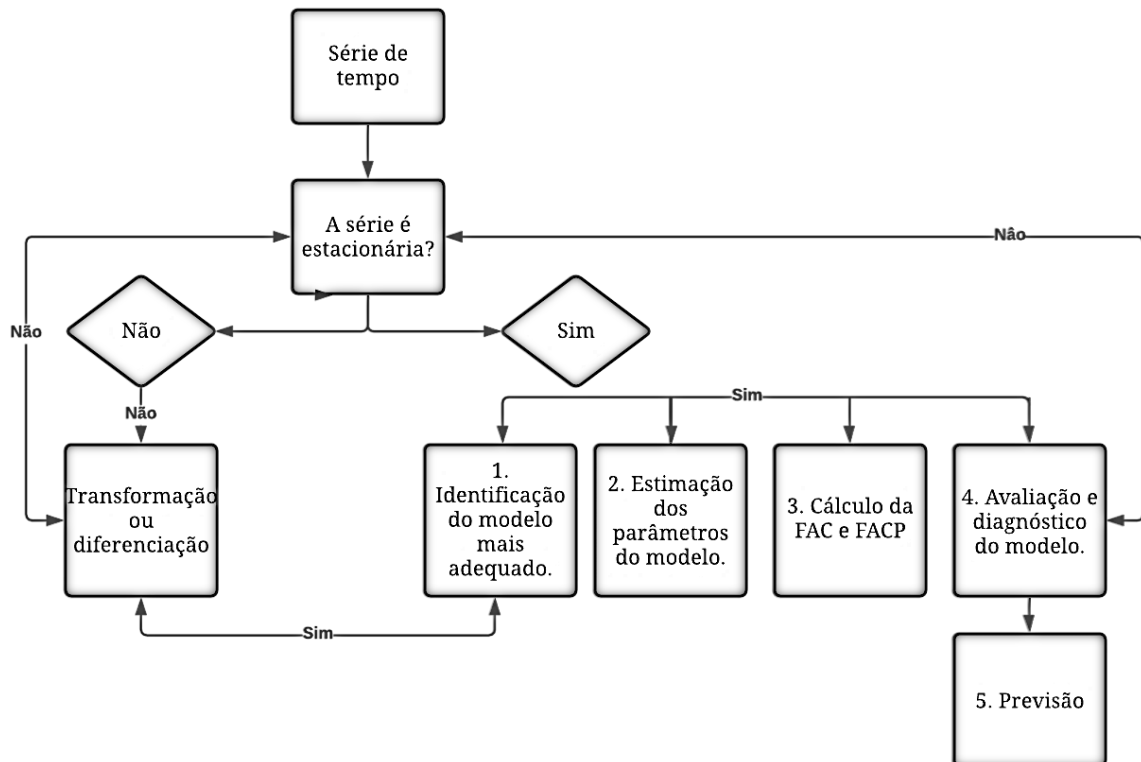 Série de
tempo
A série é
estacionária?
Nâo
Não
Não
Sim
Não
Sim
Transformação
ou
diferenciação
1.
Identificação
do modelo
mais
adequado.
2. Estimação
dos
parâmetros
do modelo.
3. Cálculo da
FAC e FACP
4. Avaliação e
diagnóstico
do modelo.
Sim
5. Previsão